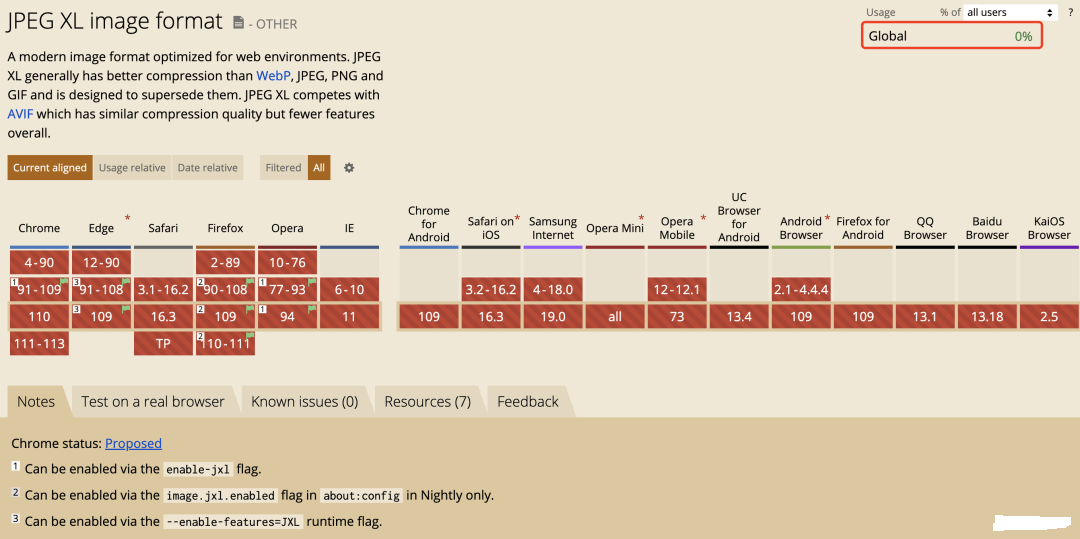 JPEG XL image format - OTHER
Usage % of all users ?
Global 0%
A modern image format optimized for web environments. JPEG
XL generally has better compression than WebP, JPEG, PNG and
GIF and is designed to supersede them. JPEG XL competes with
AVIF which has similar compression quality but fewer features
overall.
Current aligned Usage relative Date relative Filtered All
Chrome Edge * Safari Firefox Opera IE
Chrome for Android Safari on iOS * Samsung Internet Opera Mini * Opera Mobile * UC Browser for Android Android Browser * Firefox for Android QQ Browser Baidu Browser KaiOS Browser
4-90 12-90 2-89 10-76
1 91-109 3 91-108 3.1-16.2 2 90-108 1 77-93 6-10 3.2-16.2 4-18.0 12-12.1 2.1-4.4.4
110 3 109 16.3 2 109 1 94 11 109 16.3 19.0 all 73 13.4 109 109 13.1 13.18 2.5
111-113 TP 2 110-111
Notes Test on a real browser Known issues (0) Resources (7) Feedback
Chrome status: Proposed
1 Can be enabled via the enable-jxl flag.
2 Can be enabled via the image.jxl.enabled flag in about:config in Nightly only.
3 Can be enabled via the --enable-features=JXL runtime flag.